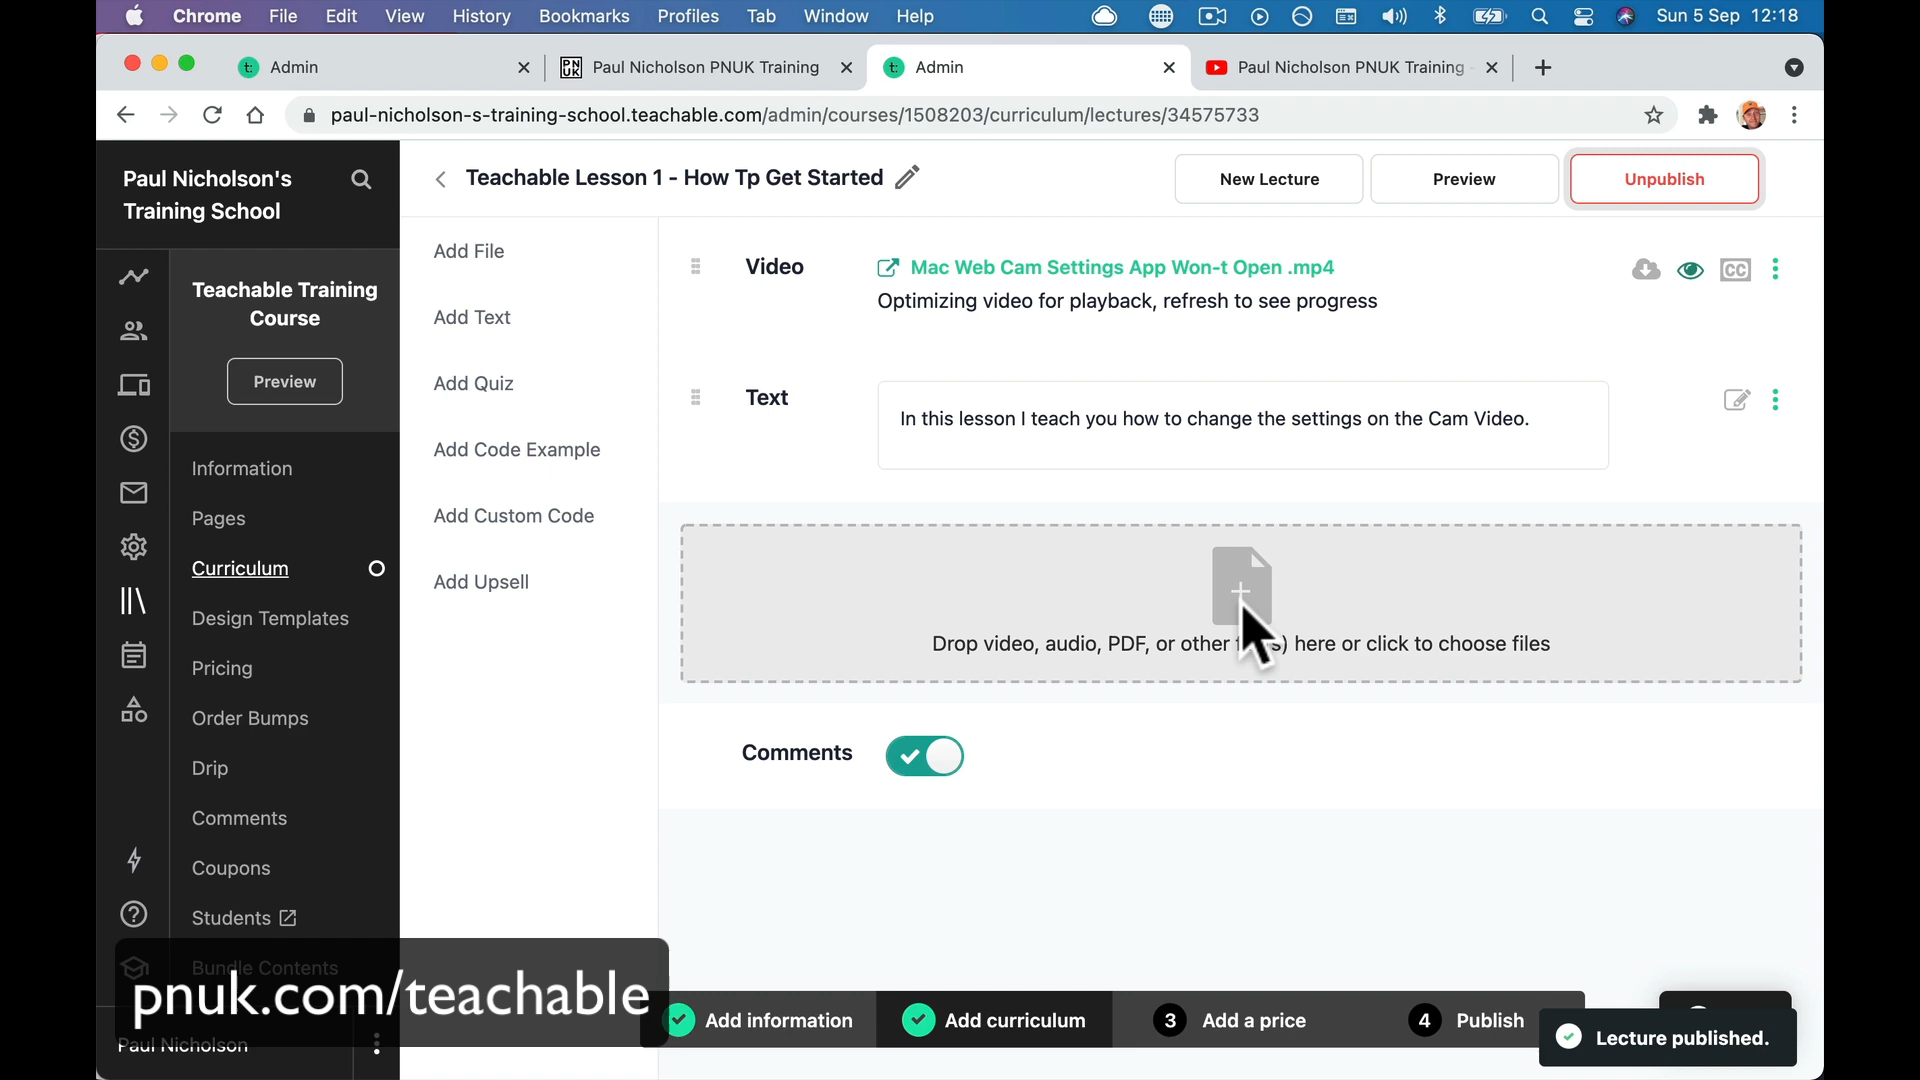 Chrome File Edit View History Bookmarks Profiles Tab Window Help Sun 5 Sep 12:18
Admin
Paul Nicholson PNUK Training
Admin
Paul Nicholson PNUK Training -
paul-nicholson-s-training-school.teachable.com/admin/courses/1508203/curriculum/lectures/34575733
Paul Nicholson's
Training School
Teachable Training
Course
Preview
Information
Pages
Curriculum
Design Templates
Pricing
Order Bumps
Drip
Comments
Coupons
Students
Bundle Contents
Paul Nicholson
pnuk.com/teachable
Teachable Lesson 1 - How Tp Get Started
New Lecture
Preview
Unpublish
Add File
Add Text
Add Quiz
Add Code Example
Add Custom Code
Add Upsell
Video
Mac Web Cam Settings App Won-t Open .mp4
Optimizing video for playback, refresh to see progress
CC
Text
In this lesson I teach you how to change the settings on the Cam Video.
Drop video, audio, PDF, or other here or click to choose files
Comments
Add information
Add curriculum
3 Add a price
4 Publish
Lecture published.